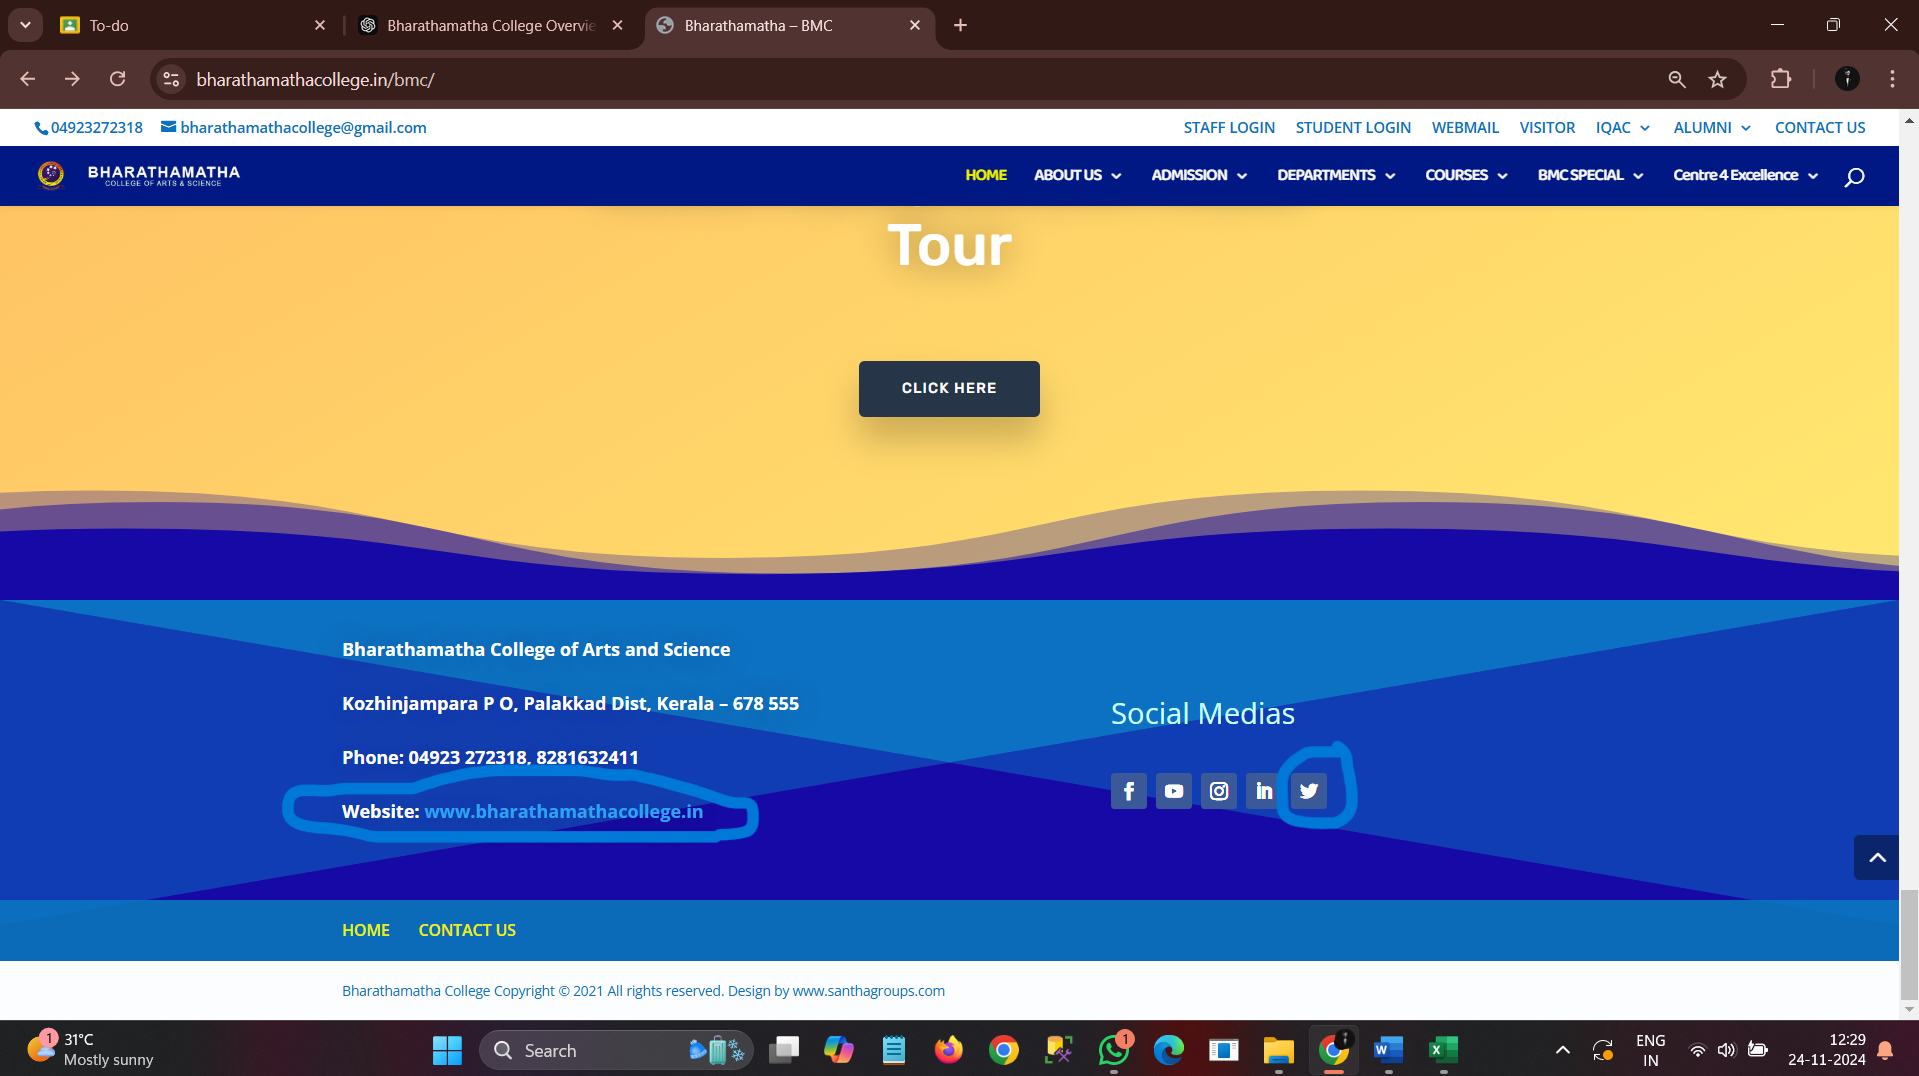 To-do
Bharathamatha College Overvie
Bharathamatha – BMC
bharathamathacollege.in/bmc/
04923272318 bharathamathacollege@gmail.com STAFF LOGIN STUDENT LOGIN WEBMAIL VISITOR IQAC ALUMNI CONTACT US
BHARATHAMATHA
COLLEGE OF ARTS & SCIENCE
HOME ABOUT US ADMISSION DEPARTMENTS COURSES BMC SPECIAL Centre 4 Excellence
Tour
CLICK HERE
Bharathamatha College of Arts and Science
Kozhinjampara P O, Palakkad Dist, Kerala – 678 555
Phone: 04923 272318, 8281632411
Website: www.bharathamathacollege.in
Social Medias
HOME CONTACT US
Bharathamatha College Copyright © 2021 All rights reserved. Design by www.santhagroups.com
1
31°C
Mostly sunny
Search
1
ENG
IN
12:29
24-11-2024